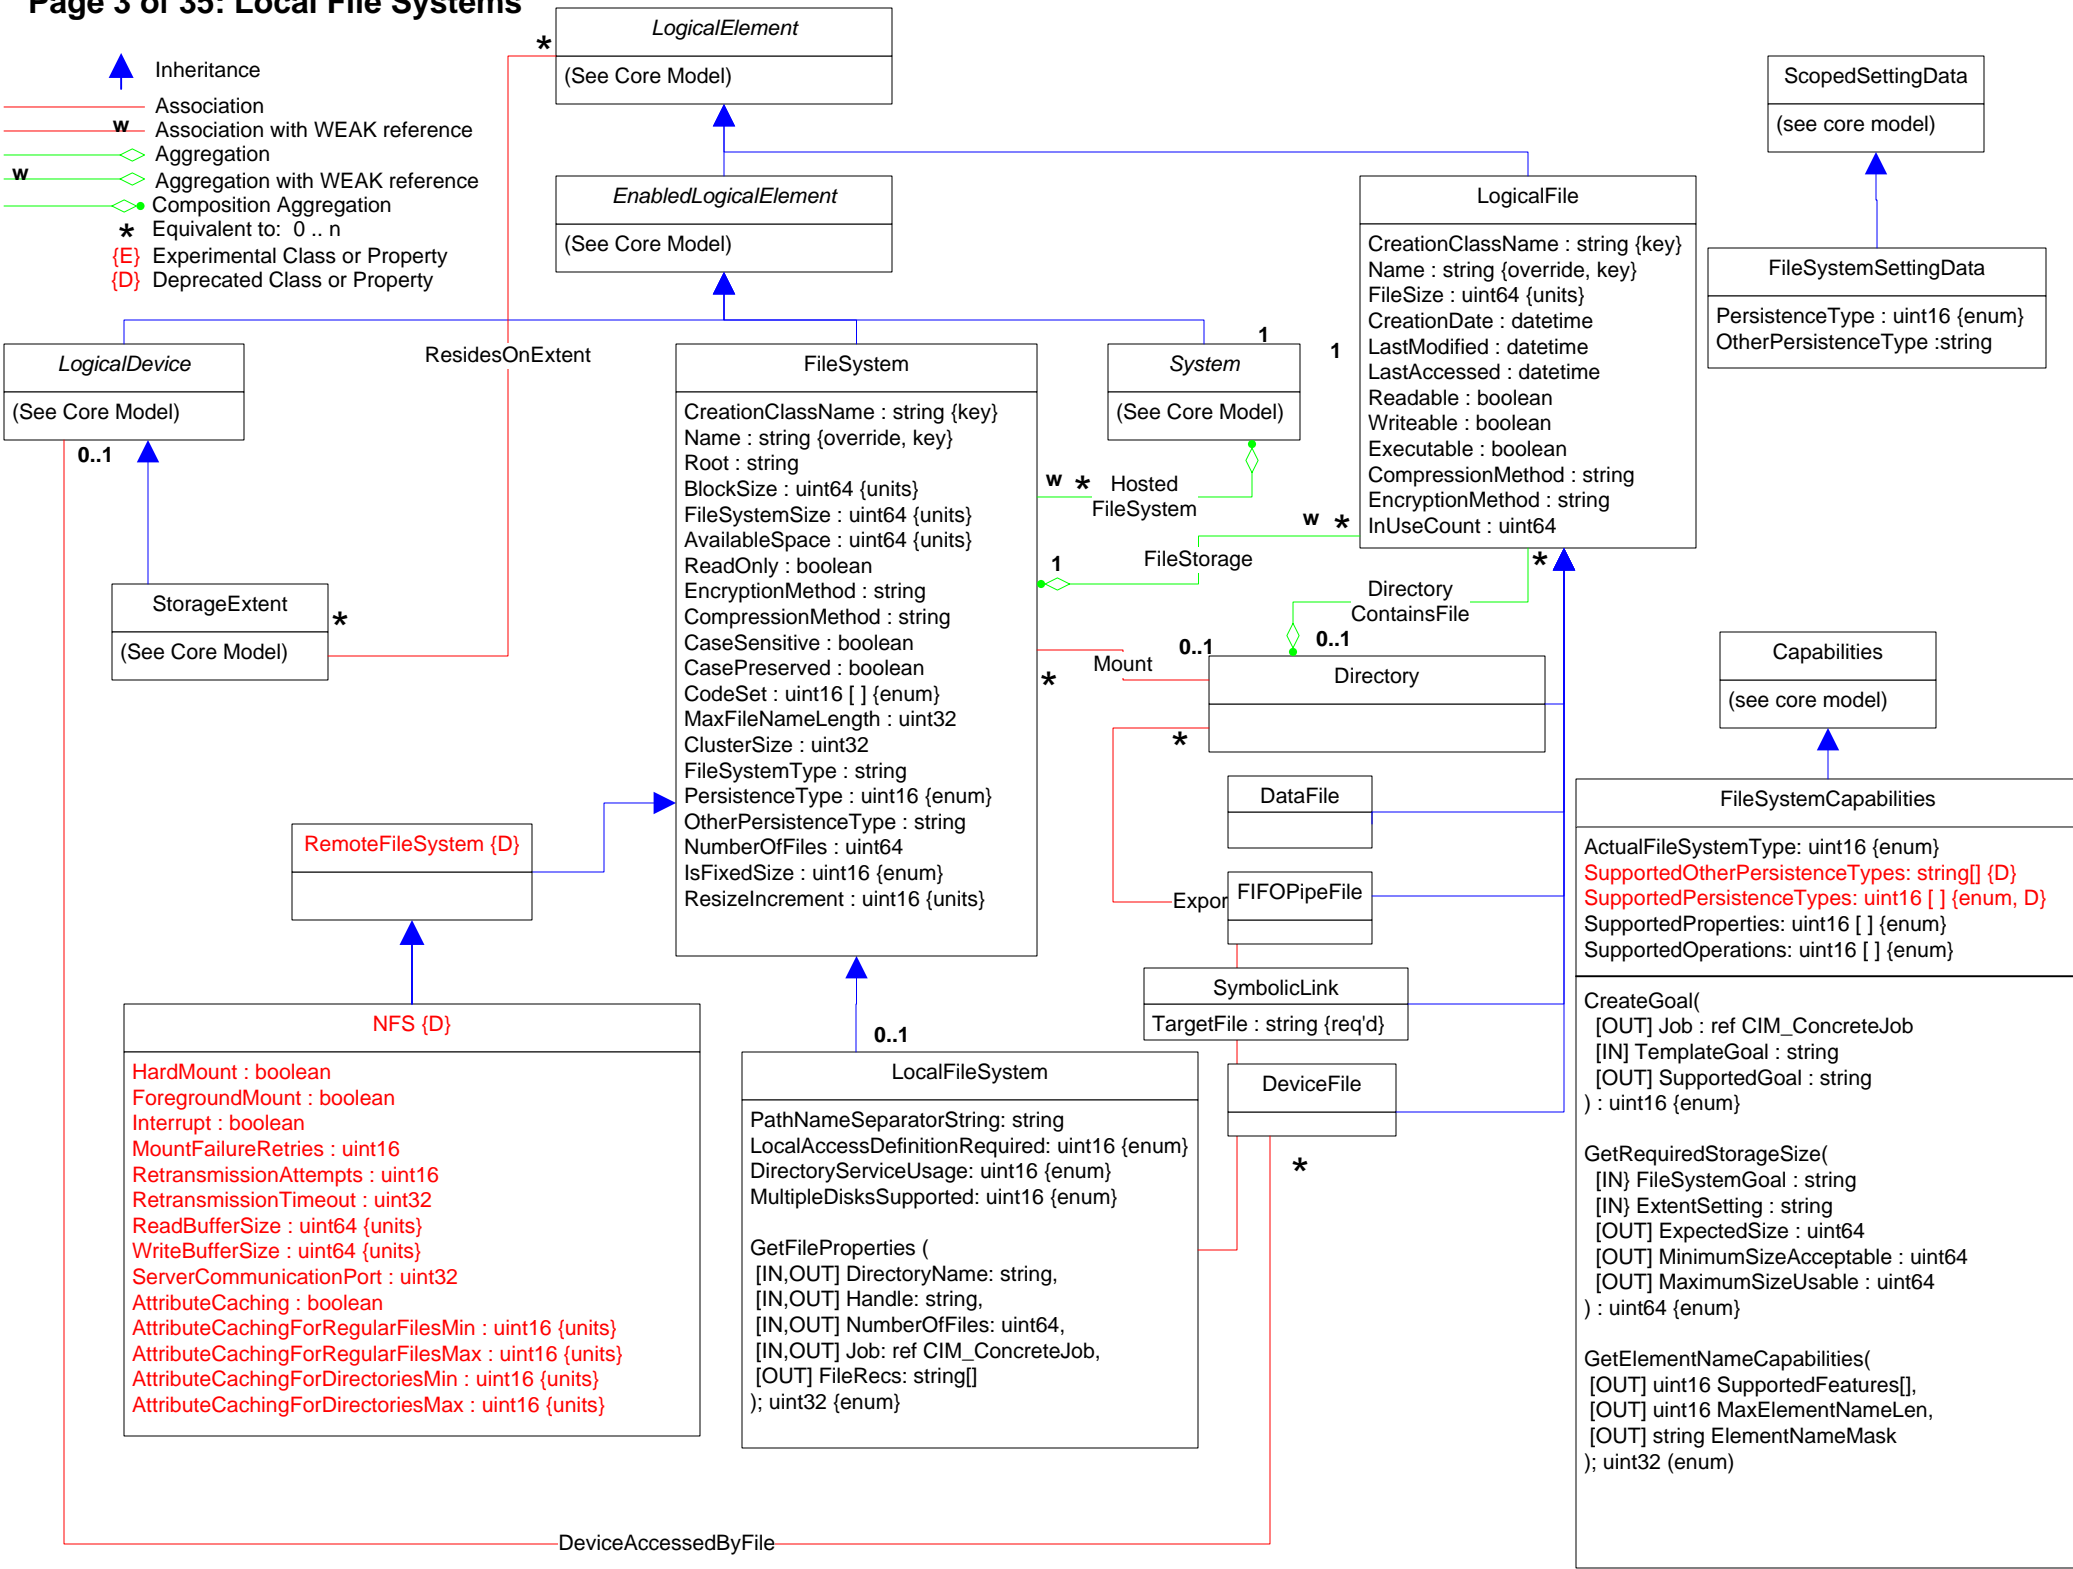 Page 3 of 35: Local File Systems
Inheritance
Association
w Association with WEAK reference
Aggregation
w Aggregation with WEAK reference
Composition Aggregation
* Equivalent to: 0 .. n
{E} Experimental Class or Property
{D} Deprecated Class or Property
*
LogicalElement
(See Core Model)
ScopedSettingData
(see core model)
EnabledLogicalElement
(See Core Model)
LogicalFile
CreationClassName : string {key}
Name : string {override, key}
FileSize : uint64 {units}
CreationDate : datetime
LastModified : datetime
LastAccessed : datetime
Readable : boolean
Writeable : boolean
Executable : boolean
CompressionMethod : string
EncryptionMethod : string
InUseCount : uint64
FileSystemSettingData
PersistenceType : uint16 {enum}
OtherPersistenceType :string
1
1
ResidesOnExtent
LogicalDevice
(See Core Model)
0..1
FileSystem
CreationClassName : string {key}
Name : string {override, key}
Root : string
BlockSize : uint64 {units}
FileSystemSize : uint64 {units}
AvailableSpace : uint64 {units}
ReadOnly : boolean
EncryptionMethod : string
CompressionMethod : string
CaseSensitive : boolean
CasePreserved : boolean
CodeSet : uint16 [ ] {enum}
MaxFileNameLength : uint32
ClusterSize : uint32
FileSystemType : string
PersistenceType : uint16 {enum}
OtherPersistenceType : string
NumberOfFiles : uint64
IsFixedSize : uint16 {enum}
ResizeIncrement : uint16 {units}
System
(See Core Model)
w * Hosted
FileSystem
w *
1
FileStorage
*
Directory
ContainsFile
0..1
StorageExtent
(See Core Model)
*
0..1
Mount
*
Directory
*
Capabilities
(see core model)
DataFile
Expor
FIFOPipeFile
SymbolicLink
TargetFile : string {req'd}
DeviceFile
*
FileSystemCapabilities
ActualFileSystemType: uint16 {enum}
SupportedOtherPersistenceTypes: string[] {D}
SupportedPersistenceTypes: uint16 [ ] {enum, D}
SupportedProperties: uint16 [ ] {enum}
SupportedOperations: uint16 [ ] {enum}
CreateGoal(
[OUT] Job : ref CIM_ConcreteJob
[IN] TemplateGoal : string
[OUT] SupportedGoal : string
) : uint16 {enum}
GetRequiredStorageSize(
[IN} FileSystemGoal : string
[IN} ExtentSetting : string
[OUT] ExpectedSize : uint64
[OUT] MinimumSizeAcceptable : uint64
[OUT] MaximumSizeUsable : uint64
) : uint64 {enum}
GetElementNameCapabilities(
[OUT] uint16 SupportedFeatures[],
[OUT] uint16 MaxElementNameLen,
[OUT] string ElementNameMask
); uint32 (enum)
RemoteFileSystem {D}
NFS {D}
HardMount : boolean
ForegroundMount : boolean
Interrupt : boolean
MountFailureRetries : uint16
RetransmissionAttempts : uint16
RetransmissionTimeout : uint32
ReadBufferSize : uint64 {units}
WriteBufferSize : uint64 {units}
ServerCommunicationPort : uint32
AttributeCaching : boolean
AttributeCachingForRegularFilesMin : uint16 {units}
AttributeCachingForRegularFilesMax : uint16 {units}
AttributeCachingForDirectoriesMin : uint16 {units}
AttributeCachingForDirectoriesMax : uint16 {units}
0..1
LocalFileSystem
PathNameSeparatorString: string
LocalAccessDefinitionRequired: uint16 {enum}
DirectoryServiceUsage: uint16 {enum}
MultipleDisksSupported: uint16 {enum}
GetFileProperties (
[IN,OUT] DirectoryName: string,
[IN,OUT] Handle: string,
[IN,OUT] NumberOfFiles: uint64,
[IN,OUT] Job: ref CIM_ConcreteJob,
[OUT] FileRecs: string[]
); uint32 {enum}
DeviceAccessedByFile